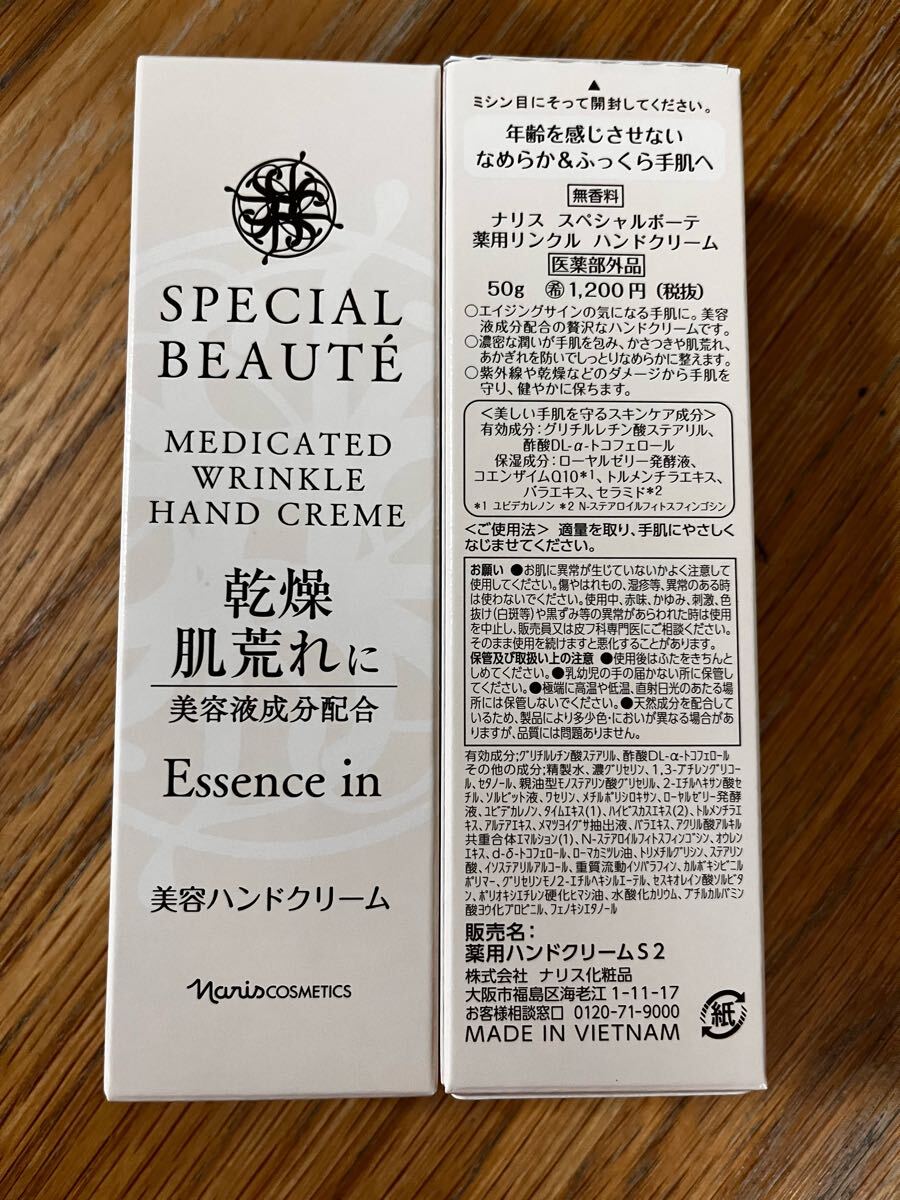 SPECIAL
BEAUTÉ
MEDICATED
WRINKLE
HAND CREME
乾燥
肌荒れに
美容液成分配合
Essence in
美容ハンドクリーム
naris COSMETICS
▲
ミシン目にそって開封してください。
年齢を感じさせない
なめらか&ふっくら手肌へ
無香料
ナリス スペシャルボーテ
薬用リンクル ハンドクリーム
医薬部外品
50g ㊑1,200円(税抜)
○エイジングサインの気になる手肌に。美容
液成分配合の贅沢なハンドクリームです。
○濃密な潤いが手肌を包み、かさつきや肌荒れ、
あかぎれを防いでしっとりなめらかに整えます。
○紫外線や乾燥などのダメージから手肌を
守り、健やかに保ちます。
<美しい手肌を守るスキンケア成分>
有効成分:グリチルレチン酸ステアリル、
酢酸DL-α-トコフェロール
保湿成分:ローヤルゼリー発酵液、
コエンザイムQ10*1、トルメンチラエキス、
バラエキス、セラミド*2
*1 ユビデカレノン *2 N-ステアロイルフィトスフィンゴシン
<ご使用法> 適量を取り、手肌にやさしく
なじませてください。
お願い ●お肌に異常が生じていないかよく注意して
使用してください。傷やはれもの、湿疹等、異常のある時
は使わないでください。使用中、赤味、かゆみ、刺激、色
抜け(白斑等)や黒ずみ等の異常があらわれた時は使用
を中止し、販売員又は皮フ科専門医にご相談ください。
そのまま使用を続けますと悪化することがあります。
保管及び取扱い上の注意 ●使用後はふたをきちんと
しめてください。●乳幼児の手の届かない所に保管し
てください。●極端に高温や低温、直射日光のあたる場
所には保管しないでください。●天然成分を配合して
いるため、製品により多少色・においが異なる場合があ
りますが、品質には問題ありません。
有効成分;グリチルレチン酸ステアリル、酢酸DL-α-トコフェロール
その他の成分;精製水、濃グリセリン、1,3-ブチレングリコー
ル、セタノール、親油型モノステアリン酸グリセリル、2-エチルヘキサン酸セ
チル、ソルビット液、ワセリン、メチルポリシロキサン、ローヤルゼリー発酵
液、ユビデカレノン、タイムエキス(1)、ハイビスカスエキス(2)、トルメンチラエ
キス、アルテアエキス、メマツヨイグサ抽出液、バラエキス、アクリル酸アルキル
共重合体エマルション(1)、N-ステアロイルフィトスフィンゴシン、オウレン
エキス、d-δ-トコフェロール、ローマカミツレ油、トリメチルグリシン、ステアリン
酸、イソステアリルアルコール、重質流動イソパラフィン、カルボキシビニル
ポリマー、グリセリンモノ2-エチルヘキシルエーテル、セスキオレイン酸ソルビタ
ン、ポリオキシエチレン硬化ヒマシ油、水酸化カリウム、ブチルカルバミン
酸ヨウ化プロピニル、フェノキシエタノール
販売名:
薬用ハンドクリームS2
株式会社 ナリス化粧品
大阪市福島区海老江 1-11-17
お客様相談窓口 0120-71-9000
MADE IN VIETNAM
紙